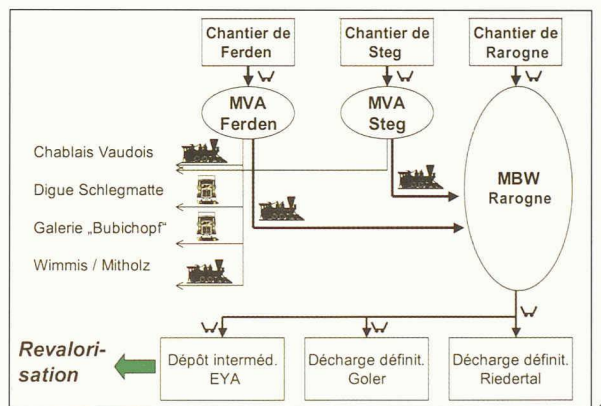 Chantier de
Ferden
Chantier de
Steg
Chantier de
Rarogne
MVA
Ferden
MVA
Steg
MBW
Rarogne
Chablais Vaudois
Digue Schlegmatte
Galerie „Bubichopf“
Wimmis / Mitholz
Revalori-
sation
Dépôt interméd.
EYA
Décharge définit.
Goler
Décharge définit.
Riedertal